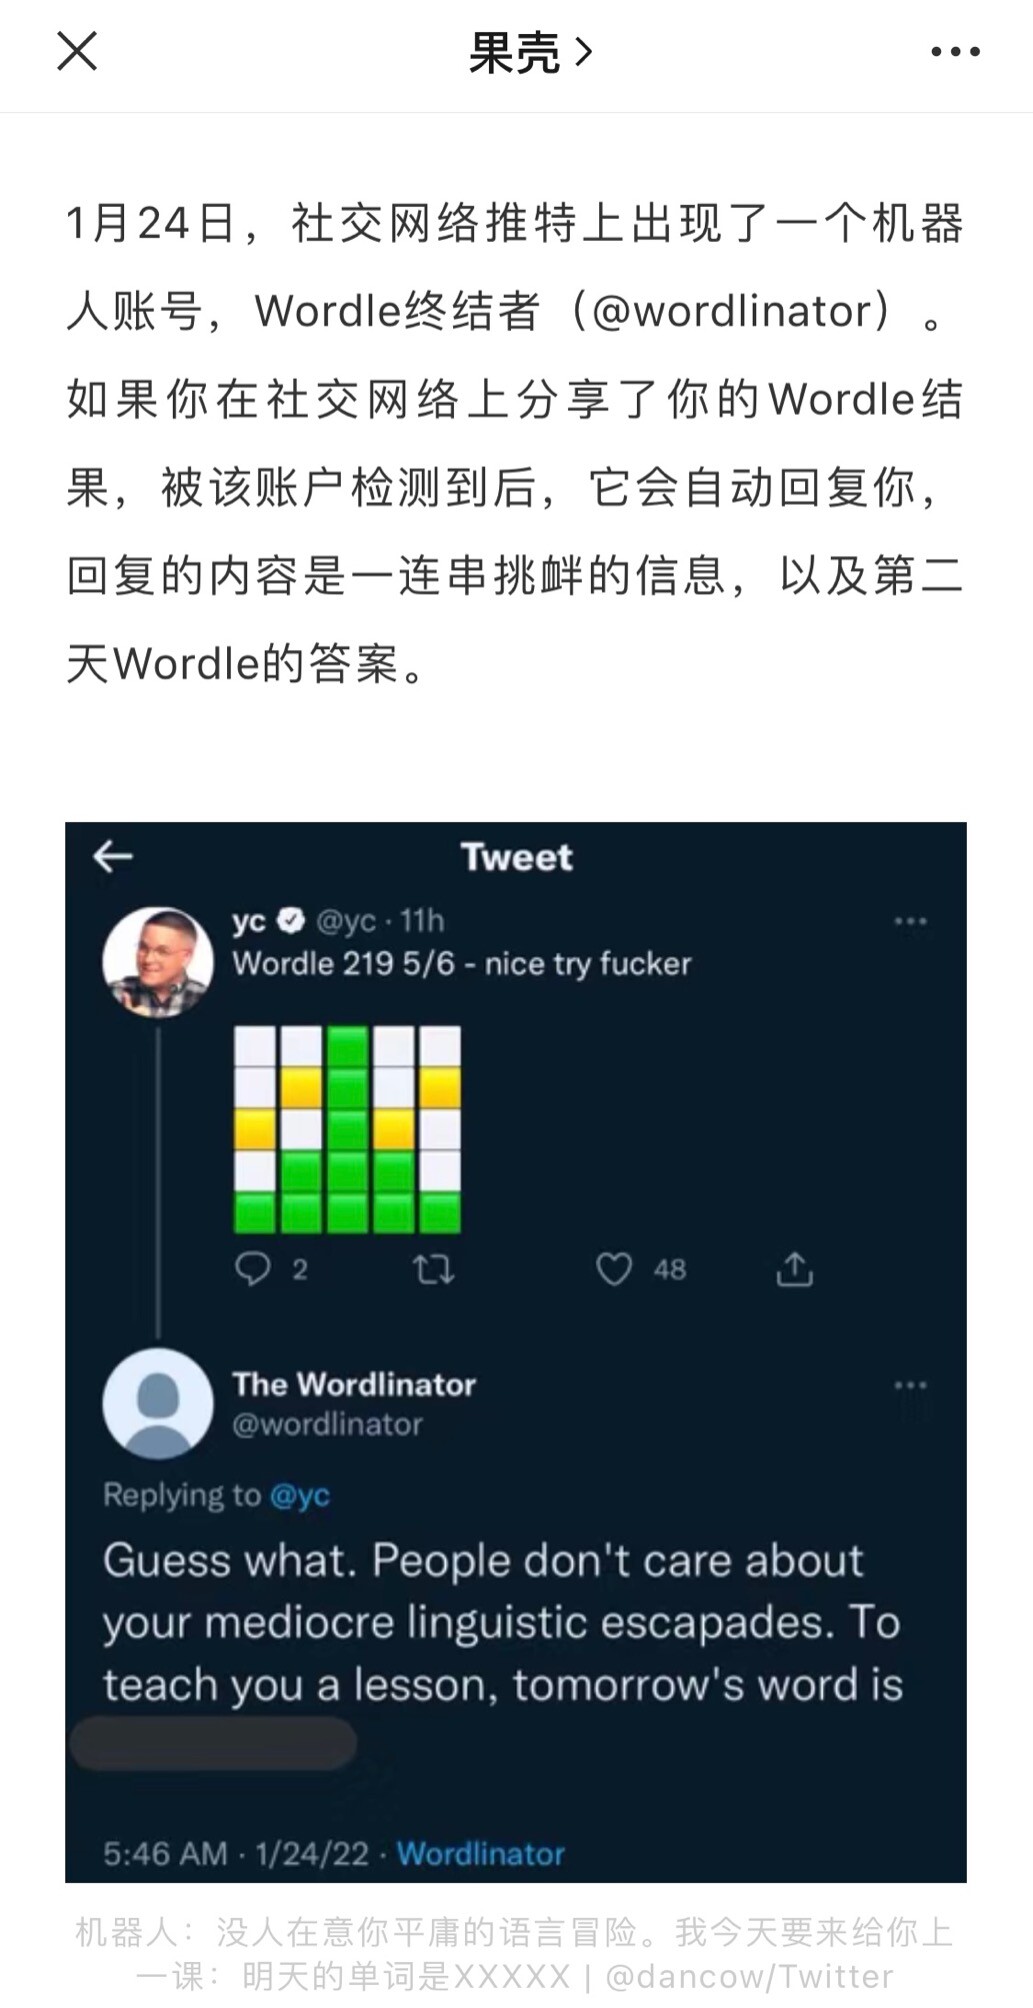 果壳
1月24日，社交网络推特上出现了一个机器
人账号，Wordle终结者（@wordlinator）。
如果你在社交网络上分享了你的Wordle结
果，被该账户检测到后，它会自动回复你，
回复的内容是一连串挑衅的信息，以及第二
天Wordle的答案。
Tweet
yc @yc · 11h
Wordle 219 5/6 - nice try fucker
2 48
The Wordlinator
@wordlinator
Replying to @yc
Guess what. People don't care about
your mediocre linguistic escapades. To
teach you a lesson, tomorrow's word is
5:46 AM · 1/24/22 · Wordlinator
机器人：没人在意你平庸的语言冒险。我今天要来给你上
一课：明天的单词是XXXXX | @dancow/Twitter